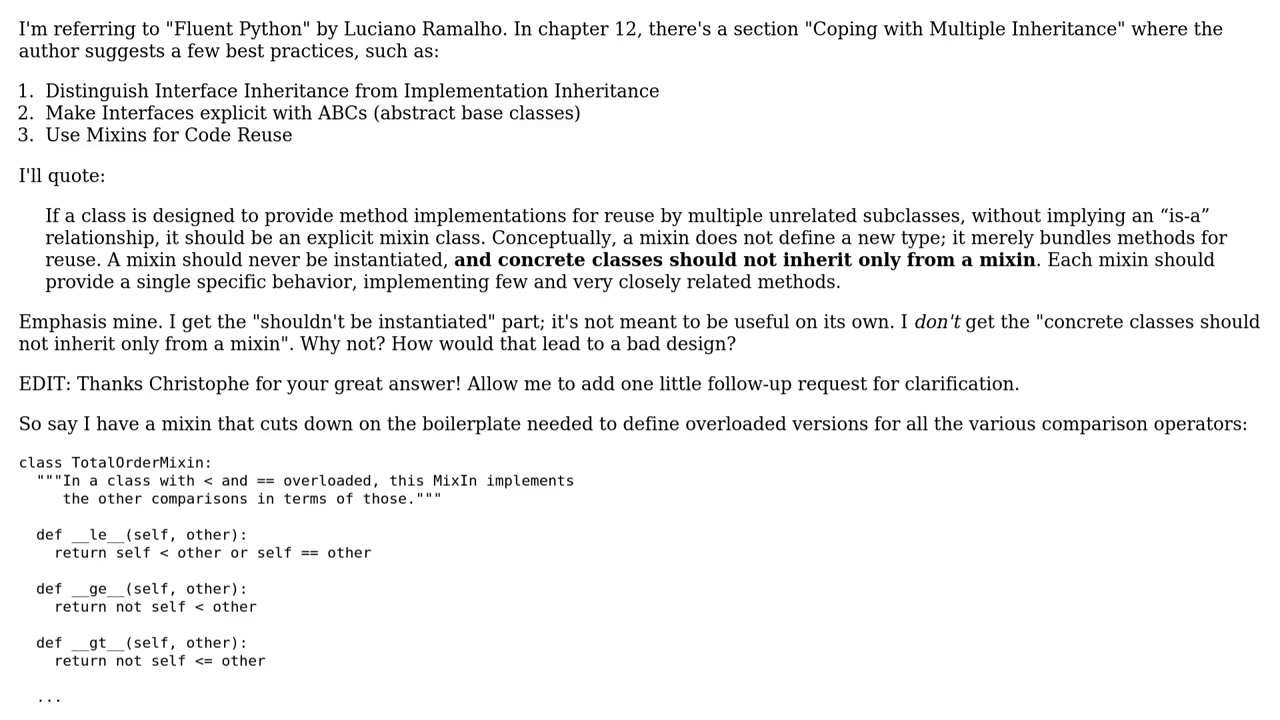 I'm referring to "Fluent Python" by Luciano Ramalho. In chapter 12, there's a section "Coping with Multiple Inheritance" where the
author suggests a few best practices, such as:
1. Distinguish Interface Inheritance from Implementation Inheritance
2. Make Interfaces explicit with ABCs (abstract base classes)
3. Use Mixins for Code Reuse
I'll quote:
If a class is designed to provide method implementations for reuse by multiple unrelated subclasses, without implying an “is-a”
relationship, it should be an explicit mixin class. Conceptually, a mixin does not define a new type; it merely bundles methods for
reuse. A mixin should never be instantiated, and concrete classes should not inherit only from a mixin. Each mixin should
provide a single specific behavior, implementing few and very closely related methods.
Emphasis mine. I get the "shouldn't be instantiated" part; it's not meant to be useful on its own. I don't get the "concrete classes should
not inherit only from a mixin". Why not? How would that lead to a bad design?
EDIT: Thanks Christophe for your great answer! Allow me to add one little follow-up request for clarification.
So say I have a mixin that cuts down on the boilerplate needed to define overloaded versions for all the various comparison operators:
class TotalOrderMixin:
  """In a class with < and == overloaded, this MixIn implements
     the other comparisons in terms of those."""
  def __le__(self, other):
    return self < other or self == other
  def __ge__(self, other):
    return not self < other
  def __gt__(self, other):
    return not self <= other
  ...